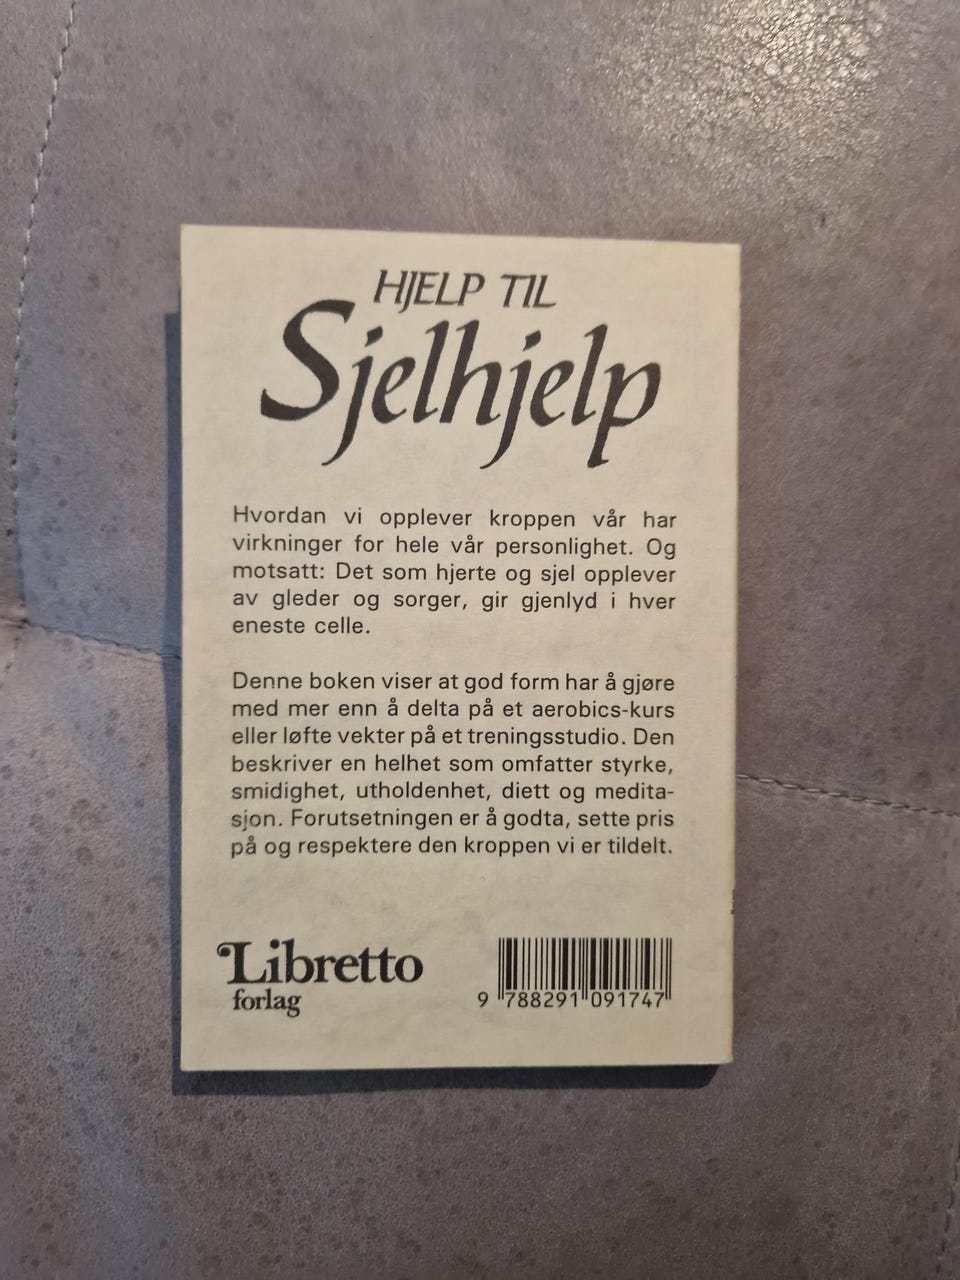 HJELP TIL
Sjelhjelp
Hvordan vi opplever kroppen vår har
virkninger for hele vår personlighet. Og
motsatt: Det som hjerte og sjel opplever
av gleder og sorger, gir gjenlyd i hver
eneste celle.
Denne boken viser at god form har å gjøre
med mer enn å delta på et aerobics-kurs
eller løfte vekter på et treningsstudio. Den
beskriver en helhet som omfatter styrke,
smidighet, utholdenhet, diett og medita-
sjon. Forutsetningen er å godta, sette pris
på og respektere den kroppen vi er tildelt.
Libretto
forlag
9 788291 091747